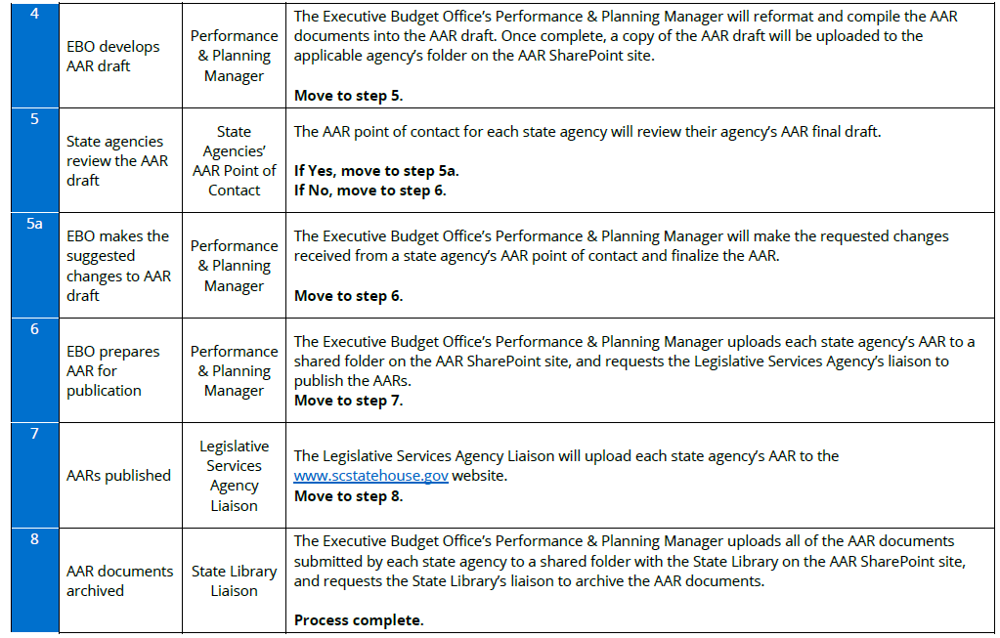 4
EBO develops
AAR draft
Performance
& Planning
Manager
The Executive Budget Office’s Performance & Planning Manager will reformat and compile the AAR
documents into the AAR draft. Once complete, a copy of the AAR draft will be uploaded to the
applicable agency’s folder on the AAR SharePoint site.
Move to step 5.
5
State agencies
review the AAR
draft
State
Agencies’
AAR Point of
Contact
The AAR point of contact for each state agency will review their agency’s AAR final draft.
If Yes, move to step 5a.
If No, move to step 6.
5a
EBO makes the
suggested
changes to AAR
draft
Performance
& Planning
Manager
The Executive Budget Office’s Performance & Planning Manager will make the requested changes
received from a state agency’s AAR point of contact and finalize the AAR.
Move to step 6.
6
EBO prepares
AAR for
publication
Performance
& Planning
Manager
The Executive Budget Office’s Performance & Planning Manager uploads each state agency’s AAR to a
shared folder on the AAR SharePoint site, and requests the Legislative Services Agency’s liaison to
publish the AARs.
Move to step 7.
7
AARs published
Legislative
Services
Agency
Liaison
The Legislative Services Agency Liaison will upload each state agency’s AAR to the
www.scstatehouse.gov website.
Move to step 8.
8
AAR documents
archived
State Library
Liaison
The Executive Budget Office’s Performance & Planning Manager uploads all of the AAR documents
submitted by each state agency to a shared folder with the State Library on the AAR SharePoint site,
and requests the State Library’s liaison to archive the AAR documents.
Process complete.